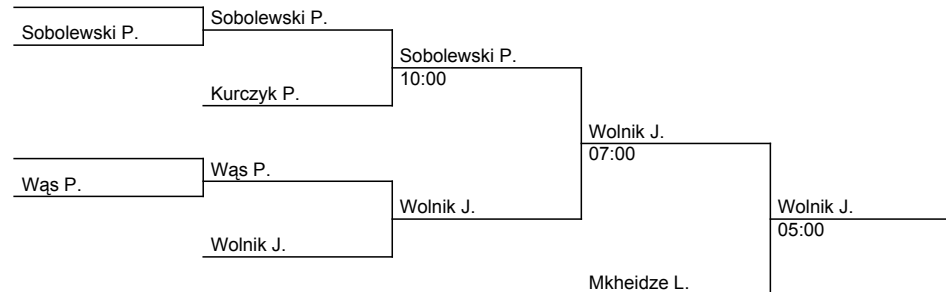 Sobolewski P.
Sobolewski P.
Sobolewski P.
10:00
Kurczyk P.
Wolnik J.
07:00
Wąs P.
Wąs P.
Wolnik J.
Wolnik J.
05:00
Wolnik J.
Mkheidze L.